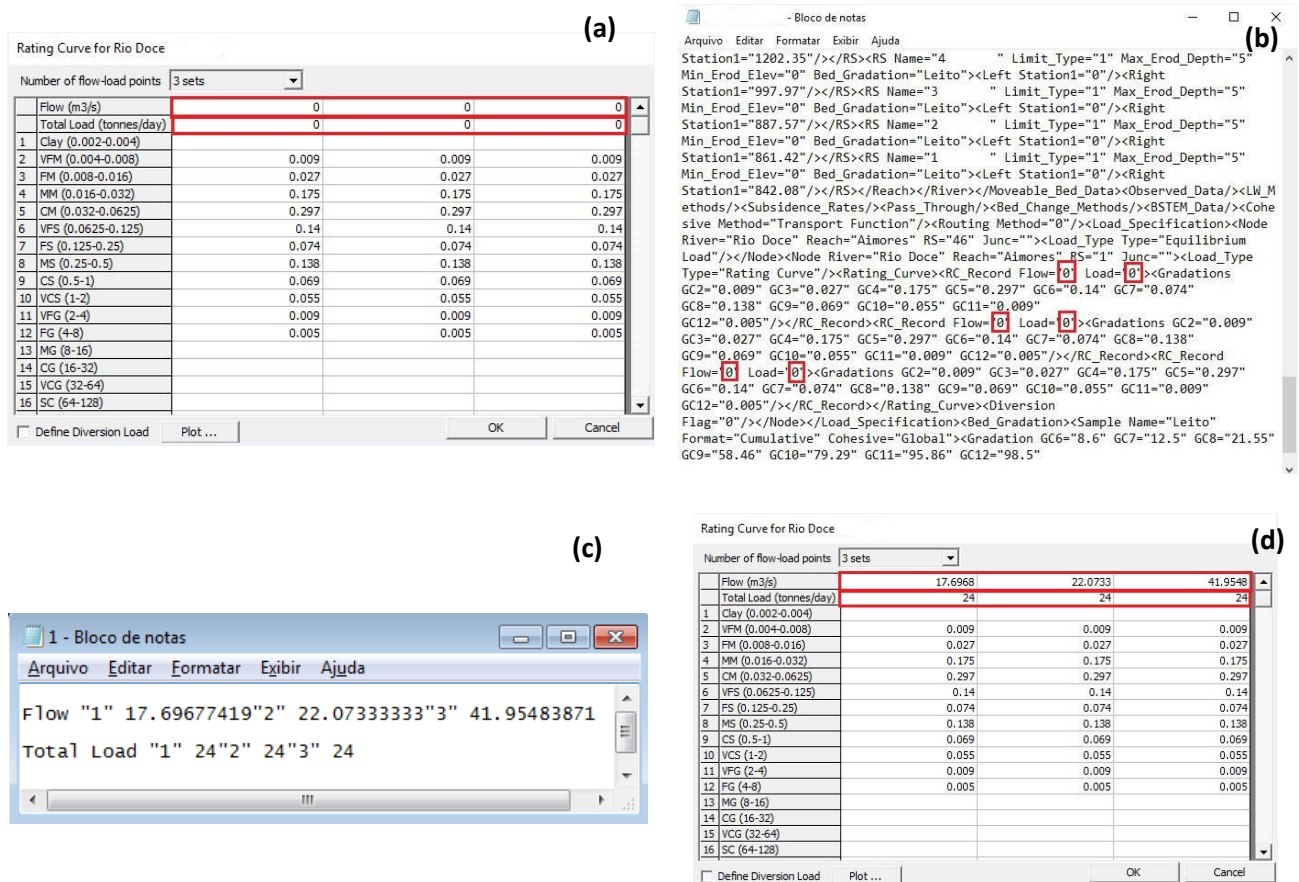 (a)
Rating Curve for Rio Doce
Number of flow-load points 3 sets
Flow (m3/s) 0 0 0
Total Load (tonnes/day) 0 0 0
1 Clay (0.002-0.004)
2 VFM (0.004-0.008) 0.009 0.009 0.009
3 FM (0.008-0.016) 0.027 0.027 0.027
4 MM (0.016-0.032) 0.175 0.175 0.175
5 CM (0.032-0.0625) 0.297 0.297 0.297
6 VFS (0.0625-0.125) 0.14 0.14 0.14
7 FS (0.125-0.25) 0.074 0.074 0.074
8 MS (0.25-0.5) 0.138 0.138 0.138
9 CS (0.5-1) 0.069 0.069 0.069
10 VCS (1-2) 0.055 0.055 0.055
11 VFG (2-4) 0.009 0.009 0.009
12 FG (4-8) 0.005 0.005 0.005
13 MG (8-16)
14 CG (16-32)
15 VCG (32-64)
16 SC (64-128)
Define Diversion Load Plot ... OK Cancel
- Bloco de notas
(b)
Arquivo Editar Formatar Exibir Ajuda
Station1="1202.35"/></RS><RS Name="4 " Limit_Type="1" Max_Erod_Depth="5"
Min_Erod_Elev="0" Bed_Gradation="Leito"><Left Station1="0"/><Right
Station1="997.97"/></RS><RS Name="3 " Limit_Type="1" Max_Erod_Depth="5"
Min_Erod_Elev="0" Bed_Gradation="Leito"><Left Station1="0"/><Right
Station1="887.57"/></RS><RS Name="2 " Limit_Type="1" Max_Erod_Depth="5"
Min_Erod_Elev="0" Bed_Gradation="Leito"><Left Station1="0"/><Right
Station1="861.42"/></RS><RS Name="1 " Limit_Type="1" Max_Erod_Depth="5"
Min_Erod_Elev="0" Bed_Gradation="Leito"><Left Station1="0"/><Right
Station1="842.08"/></RS></Reach></River></Moveable_Bed_Data><Observed_Data/><LW_M
ethods/><Subsidence_Rates/><Pass_Through/><Bed_Change_Methods/><BSTEM_Data/><Cohe
sive Method="Transport Function"/><Routing Method="0"/><Load_Specification><Node
River="Rio Doce" Reach="Aimores" RS="46" Junc=""><Load_Type Type="Equilibrium
Load"/></Node><Node River="Rio Doce" Reach="Aimores" RS="1" Junc=""><Load_Type
Type="Rating Curve"/><Rating_Curve><RC_Record Flow="0" Load="0"><Gradations
GC2="0.009" GC3="0.027" GC4="0.175" GC5="0.297" GC6="0.14" GC7="0.074"
GC8="0.138" GC9="0.069" GC10="0.055" GC11="0.009"
GC12="0.005"/></RC_Record><RC_Record Flow="0" Load="0"><Gradations GC2="0.009"
GC3="0.027" GC4="0.175" GC5="0.297" GC6="0.14" GC7="0.074" GC8="0.138"
GC9="0.069" GC10="0.055" GC11="0.009" GC12="0.005"/></RC_Record><RC_Record
Flow="0" Load="0"><Gradations GC2="0.009" GC3="0.027" GC4="0.175" GC5="0.297"
GC6="0.14" GC7="0.074" GC8="0.138" GC9="0.069" GC10="0.055" GC11="0.009"
GC12="0.005"/></RC_Record></Rating_Curve><Diversion
Flag="0"/></Node></Load_Specification><Bed_Gradation><Sample Name="Leito"
Format="Cumulative" Cohesive="Global"><Gradation GC6="8.6" GC7="12.5" GC8="21.55"
GC9="58.46" GC10="79.29" GC11="95.86" GC12="98.5"
(c)
1 - Bloco de notas
Arquivo Editar Formatar Exibir Ajuda
Flow "1" 17.69677419"2" 22.07333333"3" 41.95483871
Total Load "1" 24"2" 24"3" 24
(d)
Rating Curve for Rio Doce
Number of flow-load points 3 sets
Flow (m3/s) 17.6968 22.0733 41.9548
Total Load (tonnes/day) 24 24 24
1 Clay (0.002-0.004)
2 VFM (0.004-0.008) 0.009 0.009 0.009
3 FM (0.008-0.016) 0.027 0.027 0.027
4 MM (0.016-0.032) 0.175 0.175 0.175
5 CM (0.032-0.0625) 0.297 0.297 0.297
6 VFS (0.0625-0.125) 0.14 0.14 0.14
7 FS (0.125-0.25) 0.074 0.074 0.074
8 MS (0.25-0.5) 0.138 0.138 0.138
9 CS (0.5-1) 0.069 0.069 0.069
10 VCS (1-2) 0.055 0.055 0.055
11 VFG (2-4) 0.009 0.009 0.009
12 FG (4-8) 0.005 0.005 0.005
13 MG (8-16)
14 CG (16-32)
15 VCG (32-64)
16 SC (64-128)
Define Diversion Load Plot ... OK Cancel